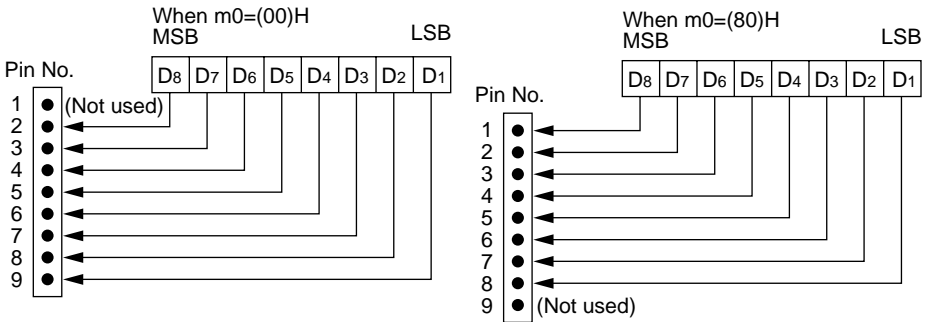 When m0=(00)H
MSB LSB
Pin No. D8 D7 D6 D5 D4 D3 D2 D1
1 (Not used)
2
3
4
5
6
7
8
9
When m0=(80)H
MSB LSB
D8 D7 D6 D5 D4 D3 D2 D1
Pin No.
1
2
3
4
5
6
7
8
9 (Not used)